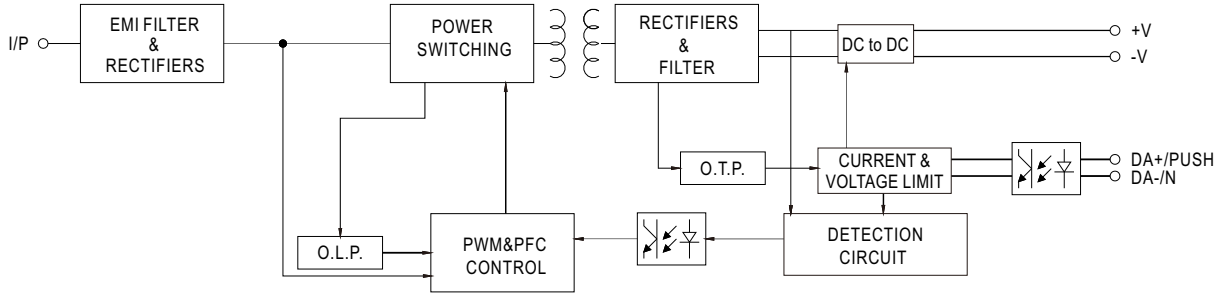 I/P
EMI FILTER
&
RECTIFIERS
POWER
SWITCHING
RECTIFIERS
&
FILTER
DC to DC
+V
-V
O.T.P.
CURRENT &
VOLTAGE LIMIT
DA+/PUSH
DA-/N
O.L.P.
PWM&PFC
CONTROL
DETECTION
CIRCUIT